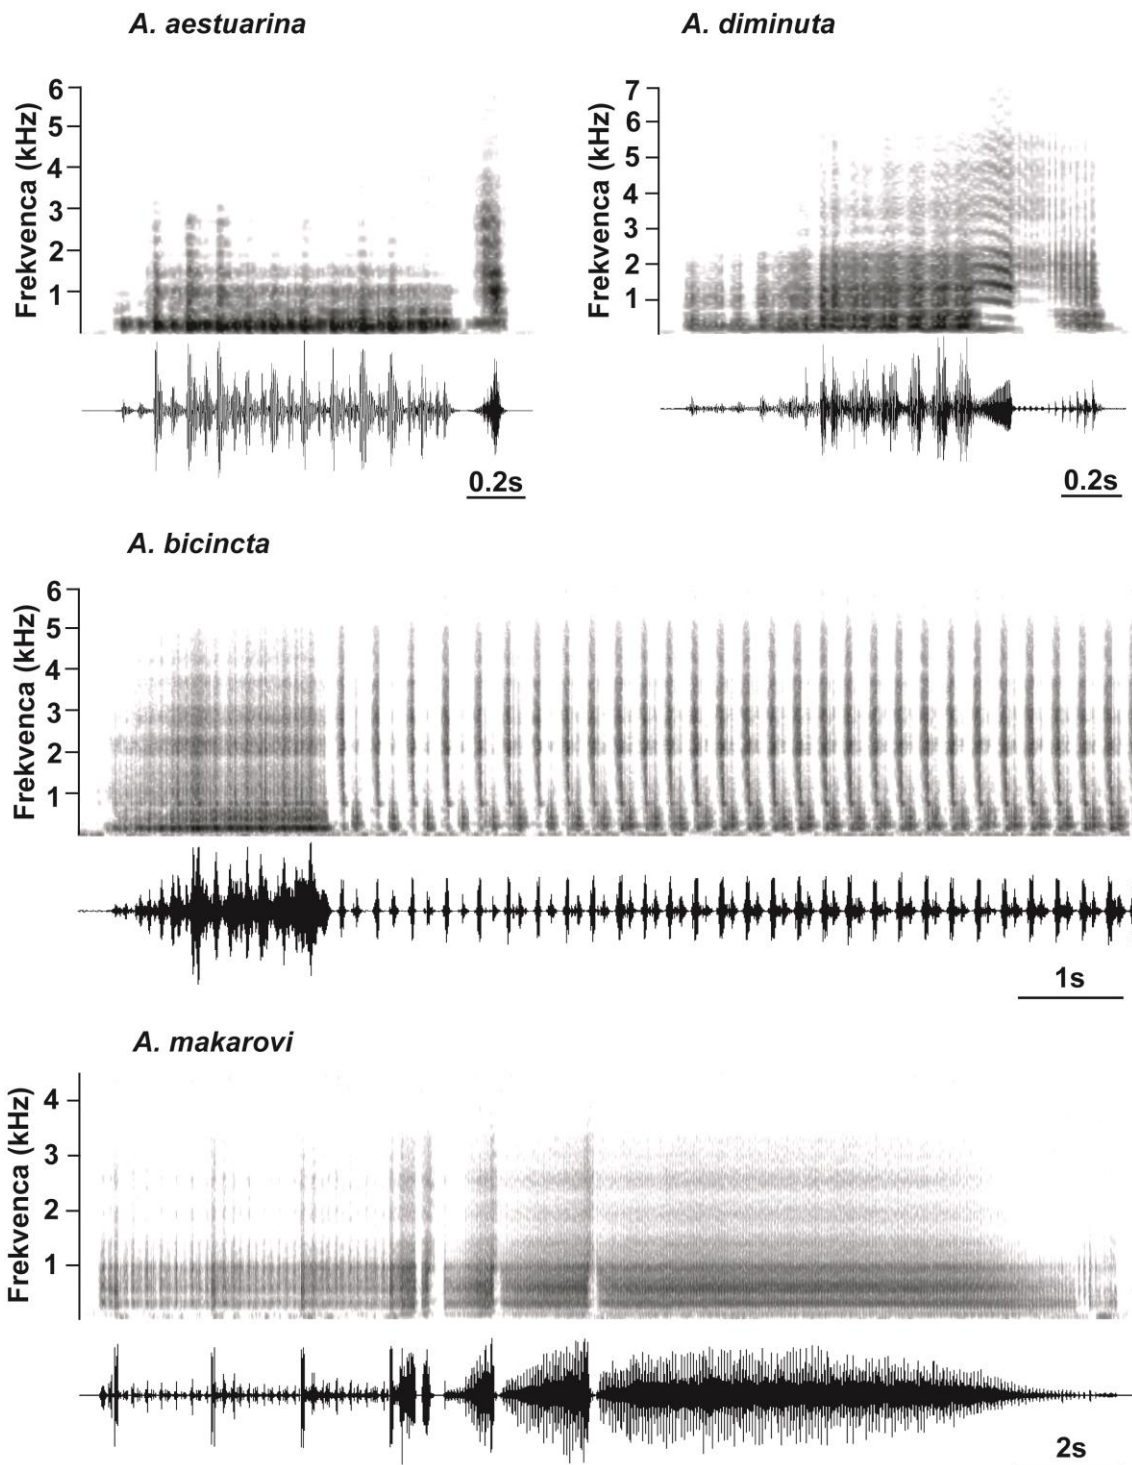 A. aestuarina
Frekvenca (kHz)
6
5
4
3
2
1
0.2s
A. diminuta
Frekvenca (kHz)
7
6
5
4
3
2
1
0.2s
A. bicincta
Frekvenca (kHz)
6
5
4
3
2
1
1s
A. makarovi
Frekvenca (kHz)
4
3
2
1
2s